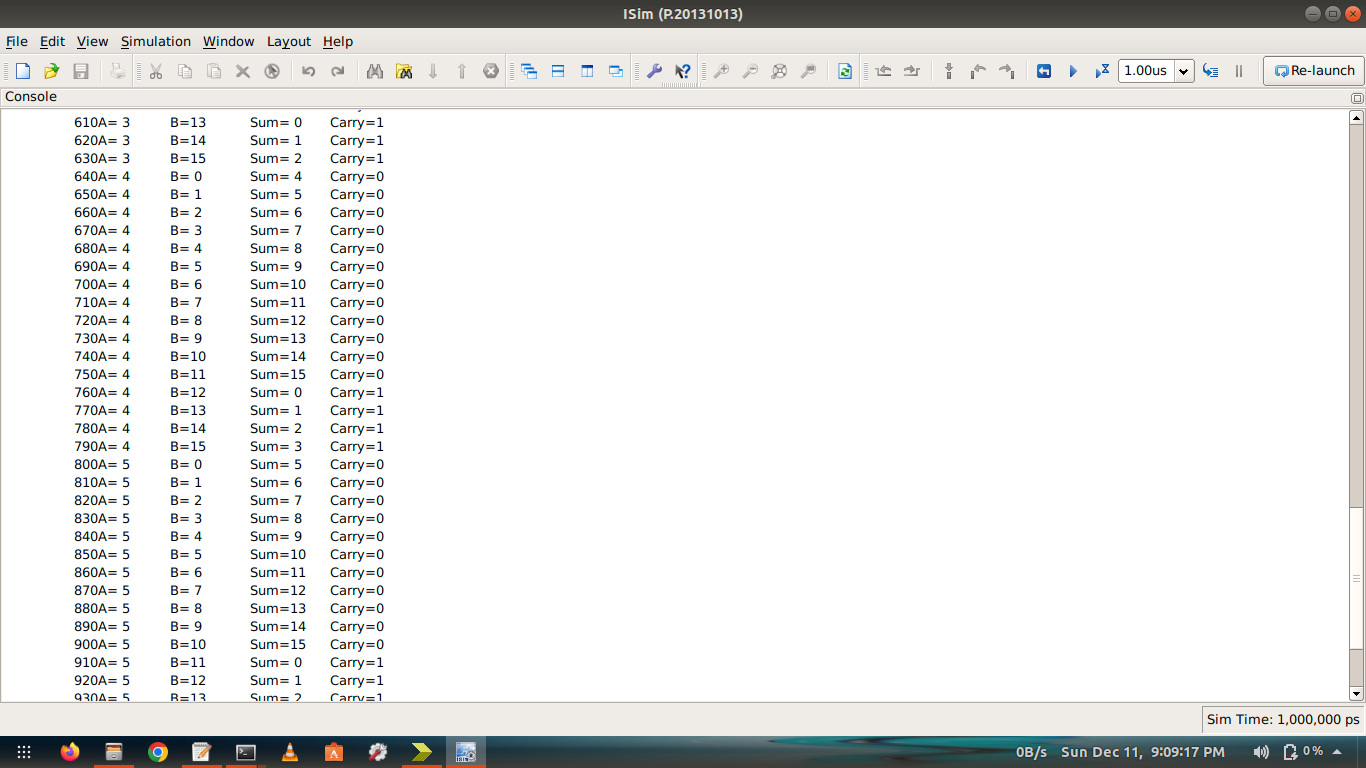 ISim (P.20131013)
File Edit View Simulation Window Layout Help
1.00us Re-launch
Console
610A= 3 B=13 Sum= 0 Carry=1
620A= 3 B=14 Sum= 1 Carry=1
630A= 3 B=15 Sum= 2 Carry=1
640A= 4 B= 0 Sum= 4 Carry=0
650A= 4 B= 1 Sum= 5 Carry=0
660A= 4 B= 2 Sum= 6 Carry=0
670A= 4 B= 3 Sum= 7 Carry=0
680A= 4 B= 4 Sum= 8 Carry=0
690A= 4 B= 5 Sum= 9 Carry=0
700A= 4 B= 6 Sum=10 Carry=0
710A= 4 B= 7 Sum=11 Carry=0
720A= 4 B= 8 Sum=12 Carry=0
730A= 4 B= 9 Sum=13 Carry=0
740A= 4 B=10 Sum=14 Carry=0
750A= 4 B=11 Sum=15 Carry=0
760A= 4 B=12 Sum= 0 Carry=1
770A= 4 B=13 Sum= 1 Carry=1
780A= 4 B=14 Sum= 2 Carry=1
790A= 4 B=15 Sum= 3 Carry=1
800A= 5 B= 0 Sum= 5 Carry=0
810A= 5 B= 1 Sum= 6 Carry=0
820A= 5 B= 2 Sum= 7 Carry=0
830A= 5 B= 3 Sum= 8 Carry=0
840A= 5 B= 4 Sum= 9 Carry=0
850A= 5 B= 5 Sum=10 Carry=0
860A= 5 B= 6 Sum=11 Carry=0
870A= 5 B= 7 Sum=12 Carry=0
880A= 5 B= 8 Sum=13 Carry=0
890A= 5 B= 9 Sum=14 Carry=0
900A= 5 B=10 Sum=15 Carry=0
910A= 5 B=11 Sum= 0 Carry=1
920A= 5 B=12 Sum= 1 Carry=1
930A= 5 B=13 Sum= 2 Carry=1
Sim Time: 1,000,000 ps
0B/s Sun Dec 11, 9:09:17 PM 0 %